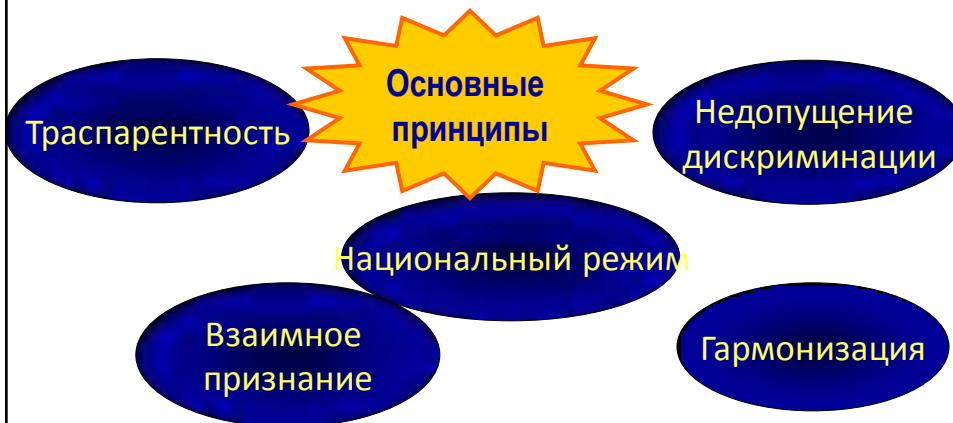 Основные
принципы
Траспарентность
Недопущение
дискриминации
Национальный режим
Взаимное
признание
Гармонизация